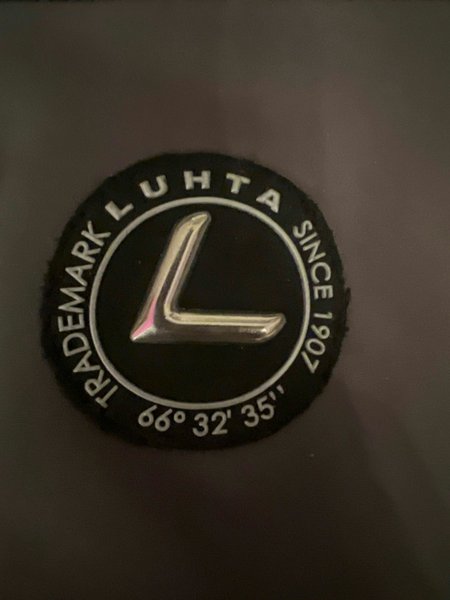 LUHTA
SINCE 1907
66° 32' 35''
TRADEMARK
L